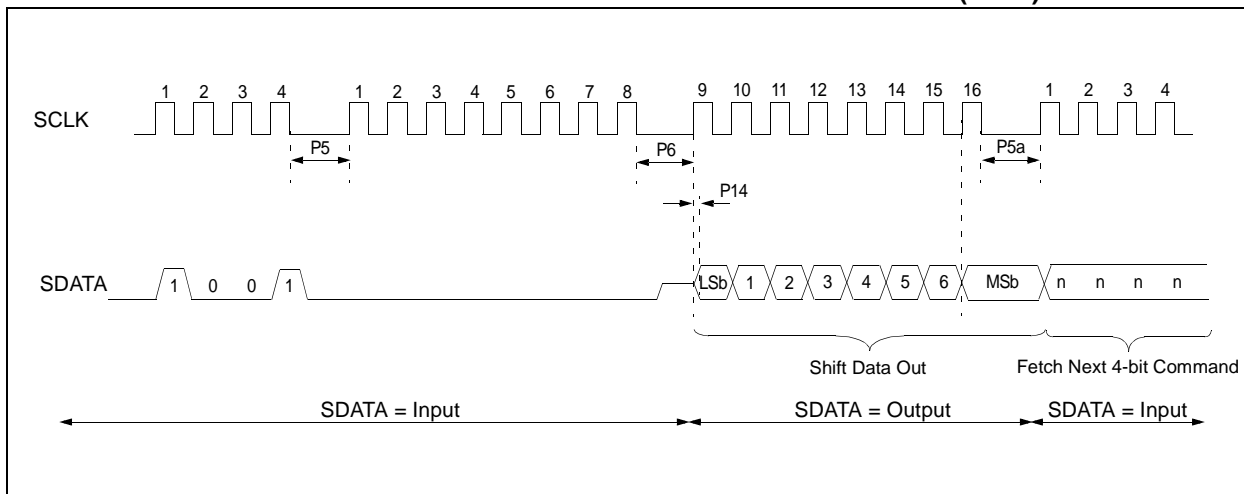 1 2 3 4 1 2 3 4 5 6 7 8 9 10 11 12 13 14 15 16 1 2 3 4
SCLK
P5 P6 P5a
P14
SDATA 1 0 0 1 LSb 1 2 3 4 5 6 MSb n n n n
Shift Data Out Fetch Next 4-bit Command
SDATA = Input SDATA = Output SDATA = Input